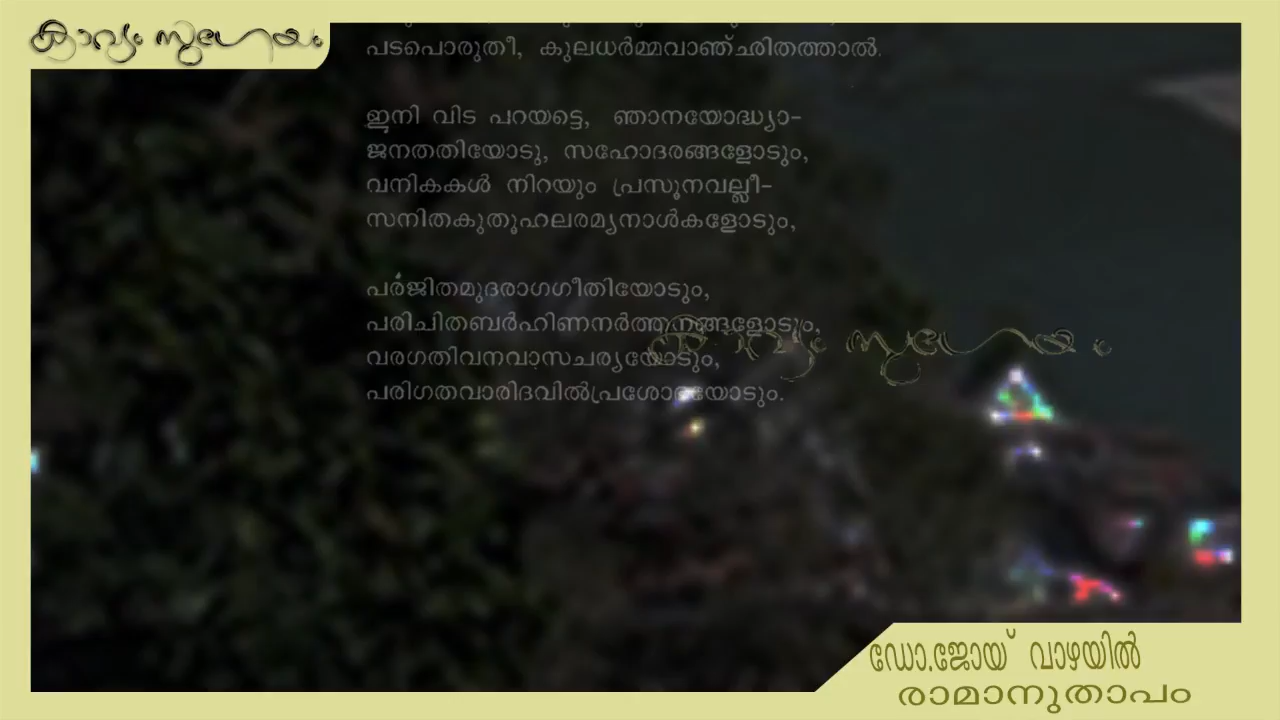 കാവ്യം സുഗേയം
പടപൊരുതീ, കുലധർമ്മവാഞ്ഛിതത്താൽ.
ഇനി വിട പറയട്ടെ, ഞാനയോദ്ധ്യാ-
ജനതതിയോടു, സഹോദരങ്ങളോടും,
വനികകൾ നിറയും പ്രസൂനവല്ലീ-
സനിതകുതൂഹലരമ്യനാൾകളോടും,
പര്‍ജിതമുദരാഗഗീതിയോടും,
പരിചിതബർഹിണനർത്തനങ്ങളോടും,
കാവ്യം സുഗേയം
വരഗതിവനവാസചര്യയോടും,
പരിഗതവാരിദവിൽപ്രശോഭയോടും.
ഡോ.ജോയ് വാഴയിൽ
രാമാനുതാപം